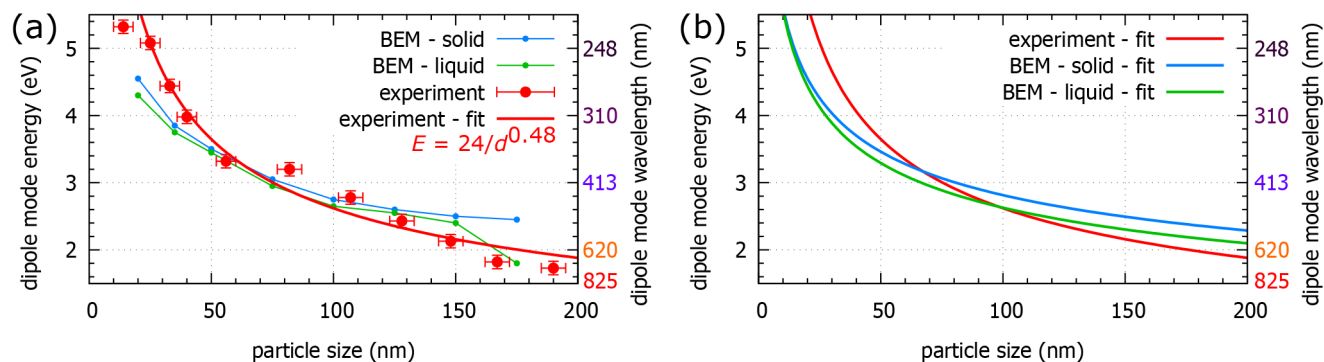 (a)
dipole mode energy (eV)
5
4
3
2
BEM - solid
BEM - liquid
experiment
experiment - fit
E = 24/d^0.48
248
310
413
620
825
dipole mode wavelength (nm)
0 50 100 150 200
particle size (nm)
(b)
dipole mode energy (eV)
5
4
3
2
experiment - fit
BEM - solid - fit
BEM - liquid - fit
248
310
413
620
825
dipole mode wavelength (nm)
0 50 100 150 200
particle size (nm)